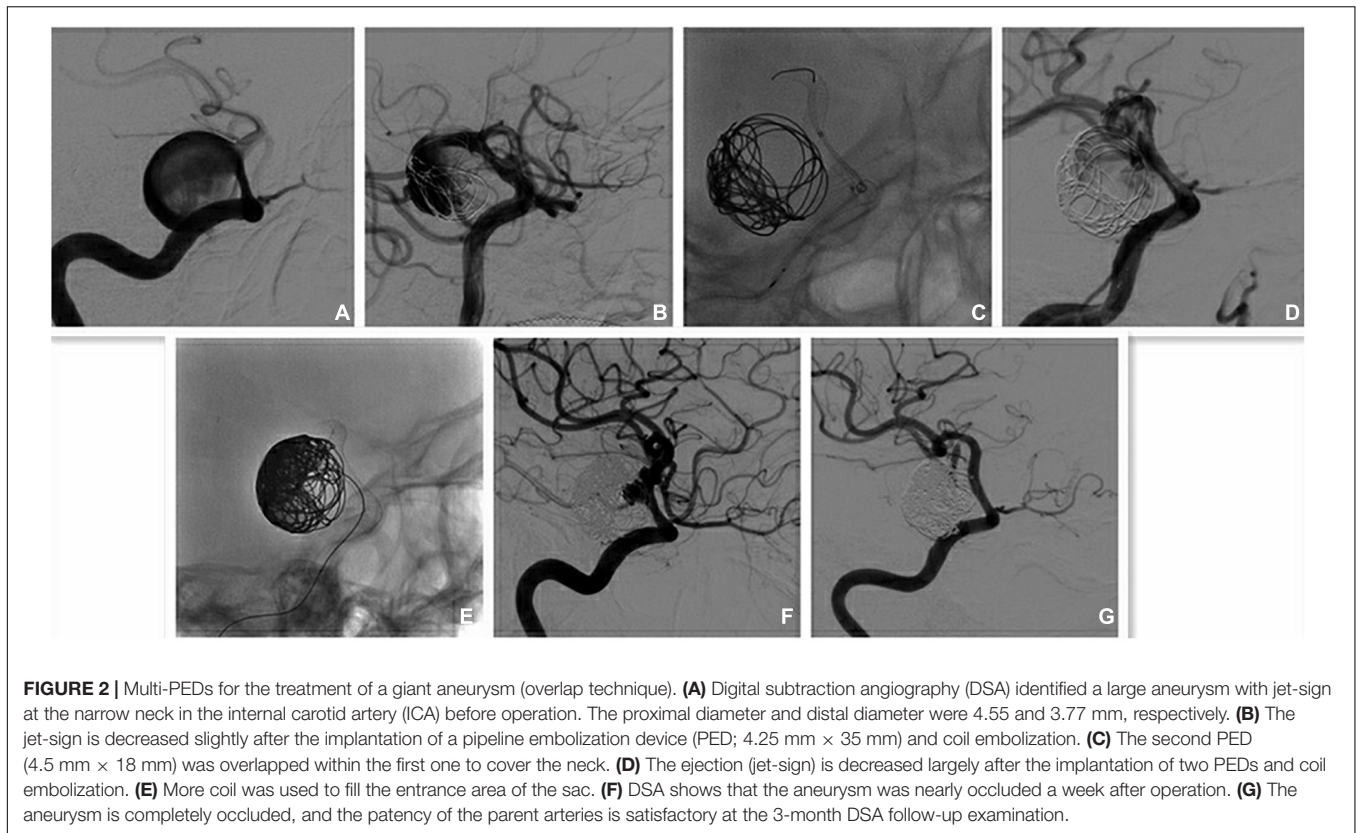 A
B
C
D
E
F
G
FIGURE 2 | Multi-PEDs for the treatment of a giant aneurysm (overlap technique). (A) Digital subtraction angiography (DSA) identified a large aneurysm with jet-sign
at the narrow neck in the internal carotid artery (ICA) before operation. The proximal diameter and distal diameter were 4.55 and 3.77 mm, respectively. (B) The
jet-sign is decreased slightly after the implantation of a pipeline embolization device (PED; 4.25 mm × 35 mm) and coil embolization. (C) The second PED
(4.5 mm × 18 mm) was overlapped within the first one to cover the neck. (D) The ejection (jet-sign) is decreased largely after the implantation of two PEDs and coil
embolization. (E) More coil was used to fill the entrance area of the sac. (F) DSA shows that the aneurysm was nearly occluded a week after operation. (G) The
aneurysm is completely occluded, and the patency of the parent arteries is satisfactory at the 3-month DSA follow-up examination.